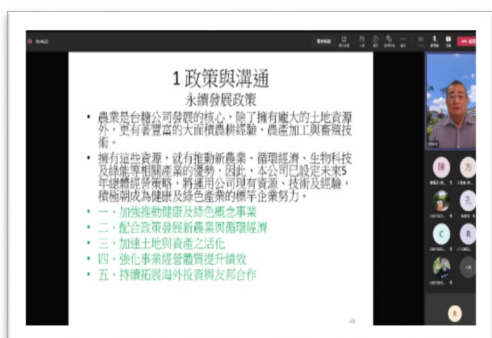 1 政策與溝通
永續發展政策
• 農業是台糖公司發展的核心，除了擁有龐大的土地資源
外，更有著豐富的大面積農耕經驗、農產加工與畜殖技
術。
• 擁有這些資源，就有推動新農業、循環經濟、生物科技
及綠能等相關產業的優勢，因此，本公司已設定未來5
年總體經營策略，將運用公司現有資源、技術及經驗，
積極朝成為健康及綠色產業的標竿企業努力。
• 一、加強推動健康及綠色概念事業
• 二、配合政策發展新農業與循環經濟
• 三、加速土地與資產之活化
• 四、強化事業經營體質提升績效
• 五、持續拓展海外投資與友邦合作
陳
方
孔
C
R
R